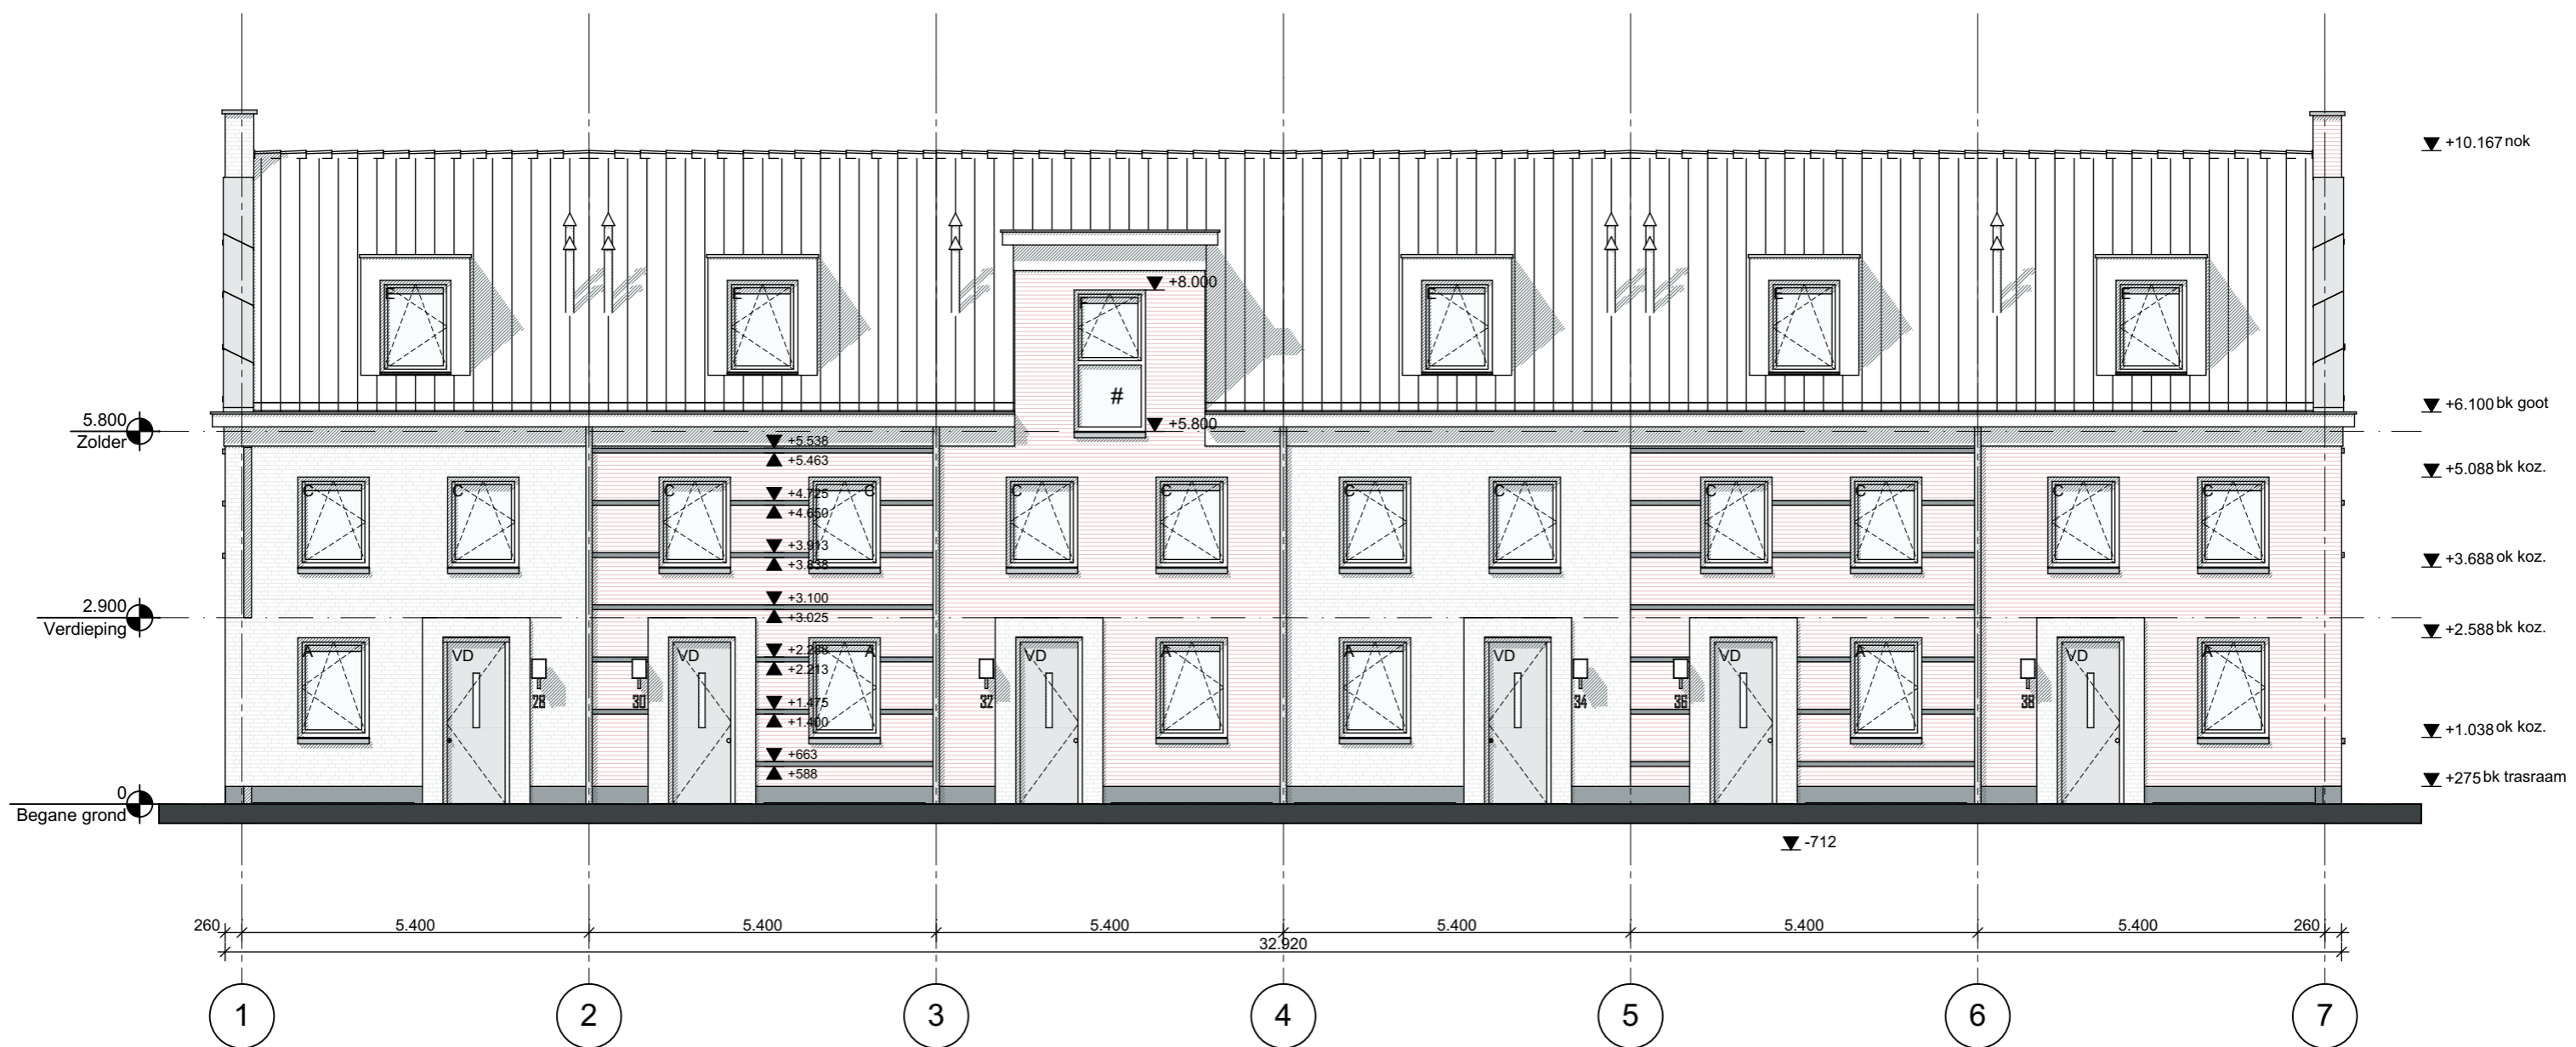 +10.167 nok
E
E
F
+8.000
#
E
E
E
5.800
Zolder
+5.800
+6.100 bk goot
+5.538
+5.463
+5.088 bk koz.
C
C
C
C
C
C
C
C
C
C
C
C
+4.725
+4.650
+3.913
+3.838
+3.688 ok koz.
2.900
Verdieping
+3.100
+3.025
+2.588 bk koz.
A
VD
VD
A
VD
A
A
VD
VD
A
VD
A
+2.288
+2.213
28
30
32
34
36
38
+1.475
+1.400
+1.038 ok koz.
+663
+588
+275 bk trasraam
0
Begane grond
-712
260
5.400
5.400
5.400
5.400
5.400
5.400
260
32.920
1
2
3
4
5
6
7